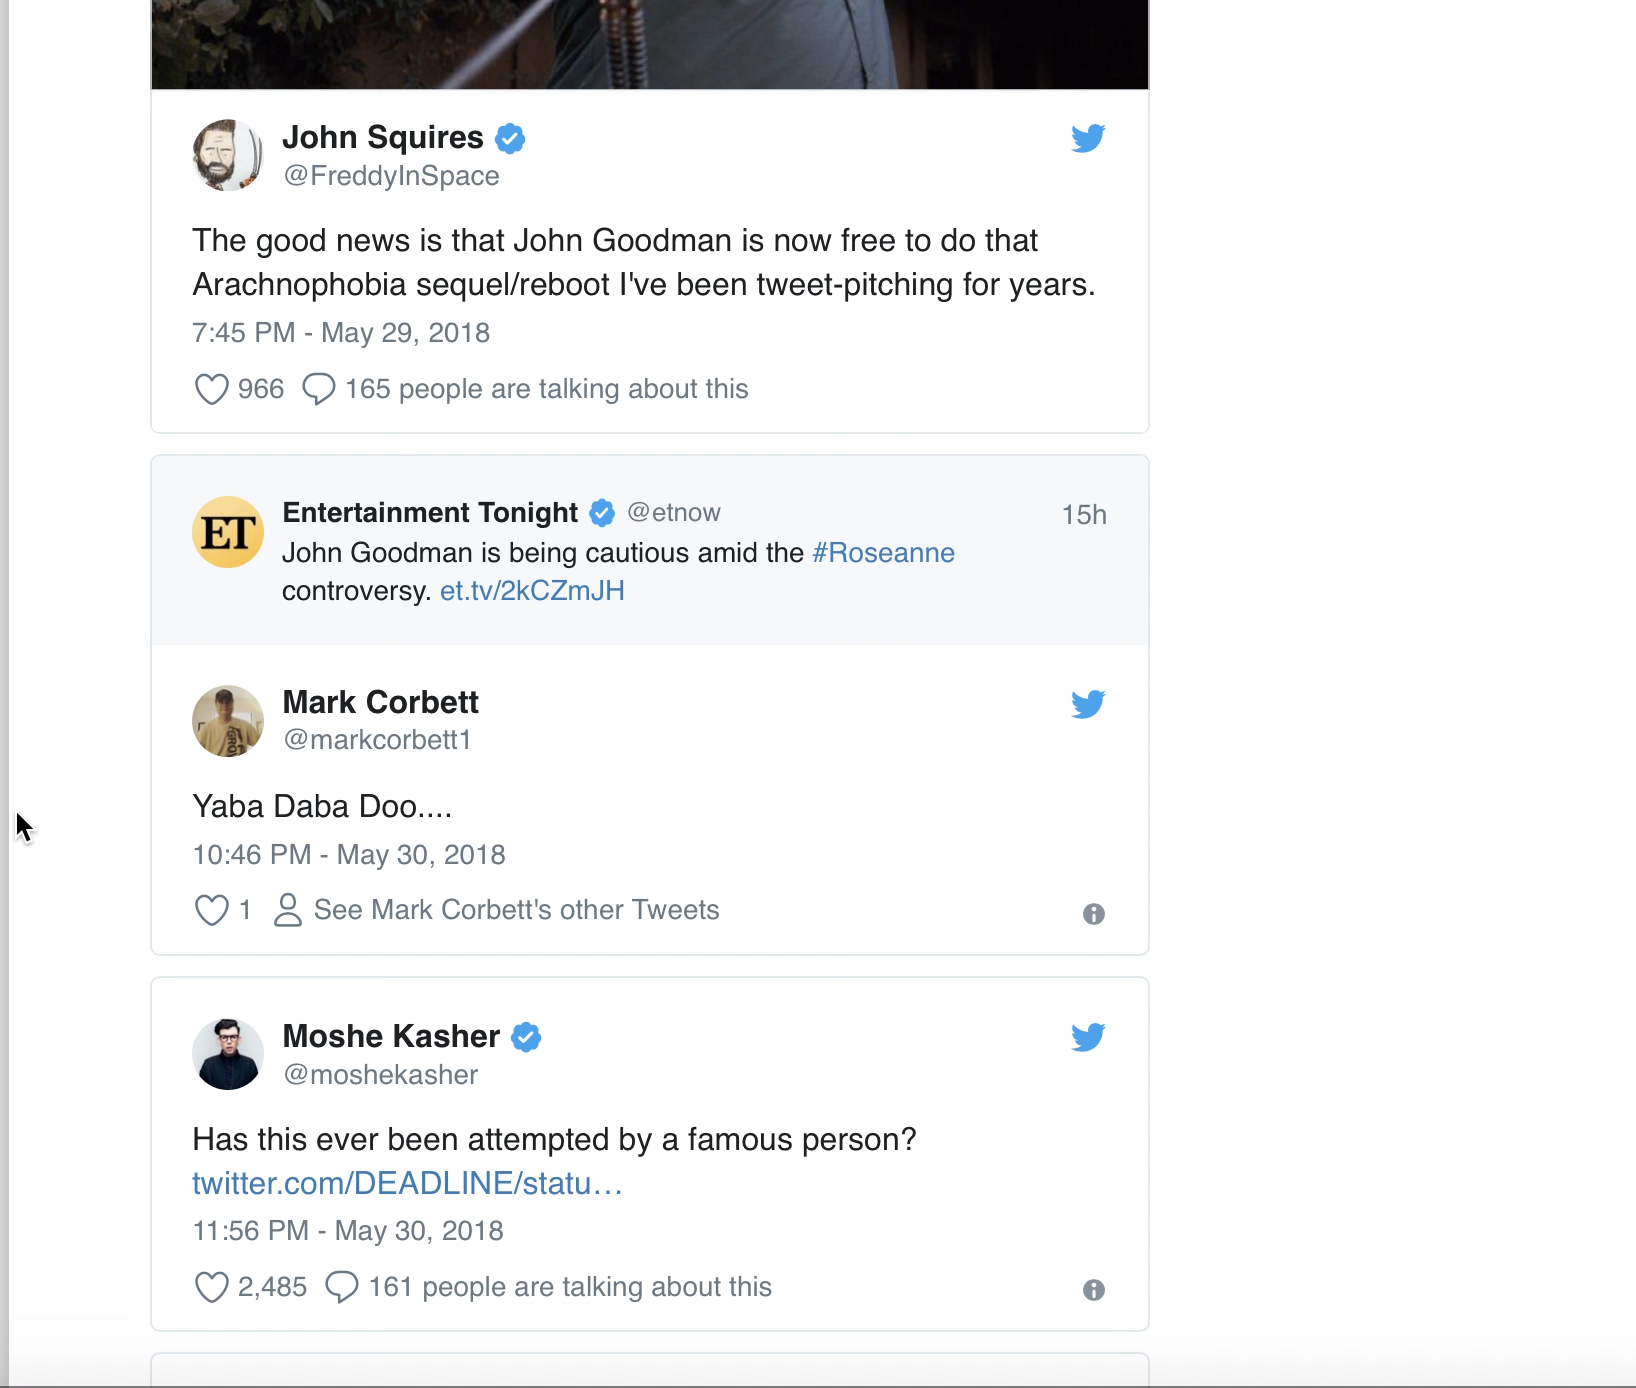 John Squires
@FreddyInSpace
The good news is that John Goodman is now free to do that
Arachnophobia sequel/reboot I've been tweet-pitching for years.
7:45 PM - May 29, 2018
966 165 people are talking about this
ET
Entertainment Tonight @etnow 15h
John Goodman is being cautious amid the #Roseanne
controversy. et.tv/2kCZmJH
Mark Corbett
@markcorbett1
Yaba Daba Doo....
10:46 PM - May 30, 2018
1 See Mark Corbett's other Tweets
Moshe Kasher
@moshekasher
Has this ever been attempted by a famous person?
twitter.com/DEADLINE/statu…
11:56 PM - May 30, 2018
2,485 161 people are talking about this